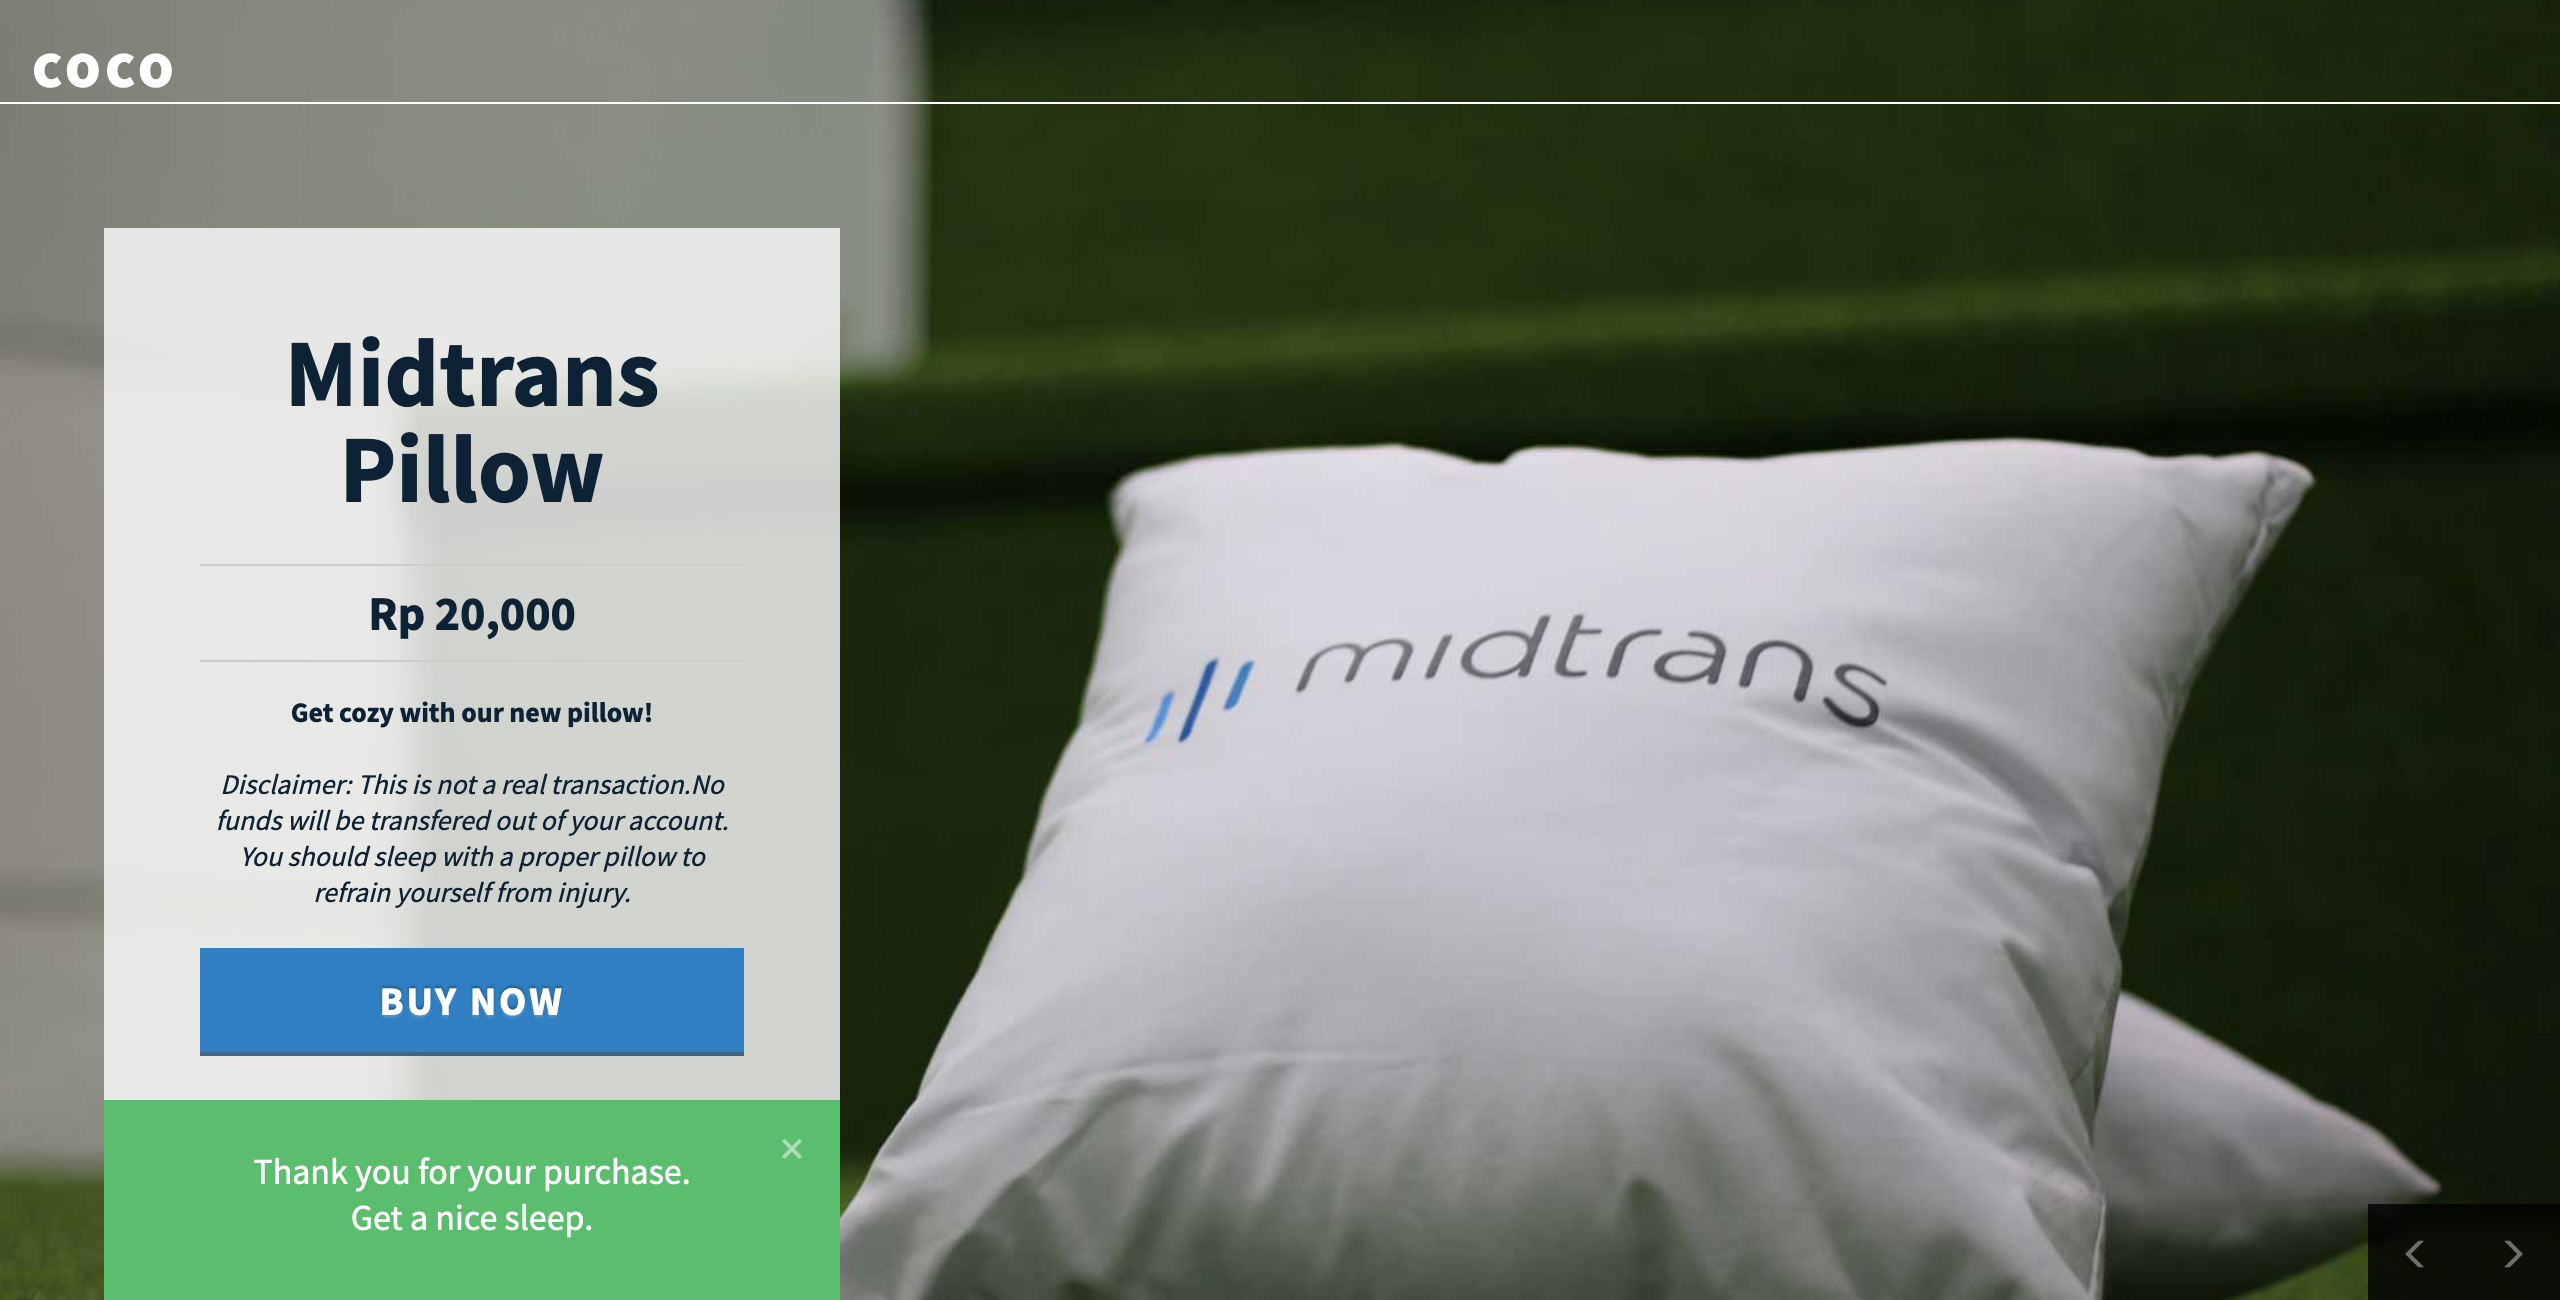 coco
Midtrans
Pillow
Rp 20,000
Get cozy with our new pillow!
Disclaimer: This is not a real transaction.No
funds will be transfered out of your account.
You should sleep with a proper pillow to
refrain yourself from injury.
BUY NOW
Thank you for your purchase.
Get a nice sleep.
midtrans